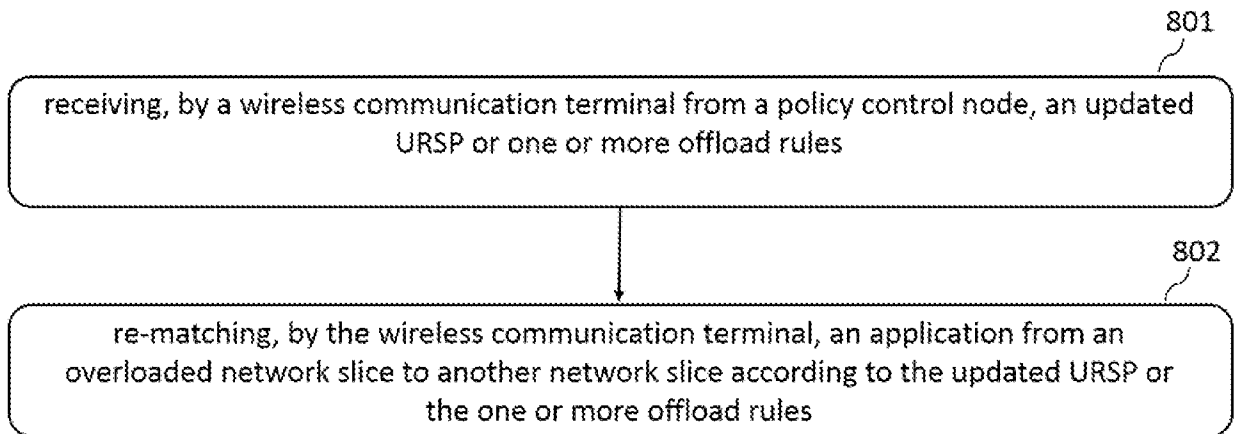 801
receiving, by a wireless communication terminal from a policy control node, an updated
URSP or one or more offload rules
802
re-matching, by the wireless communication terminal, an application from an
overloaded network slice to another network slice according to the updated URSP or
the one or more offload rules